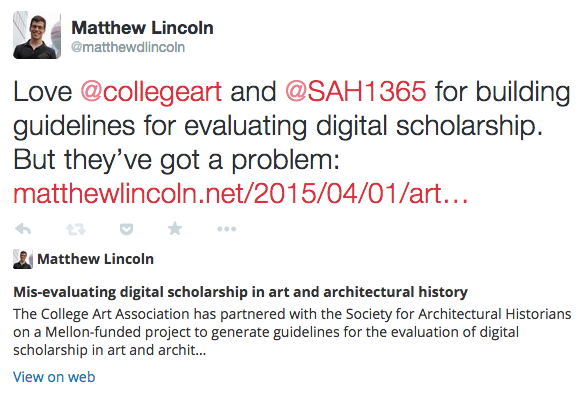 Matthew Lincoln
@matthewdlincoln
Love @collegeart and @SAH1365 for building
guidelines for evaluating digital scholarship.
But they’ve got a problem:
matthewlincoln.net/2015/04/01/art…
Matthew Lincoln
Mis-evaluating digital scholarship in art and architectural history
The College Art Association has partnered with the Society for Architectural Historians
on a Mellon-funded project to generate guidelines for the evaluation of digital
scholarship in art and archit...
View on web